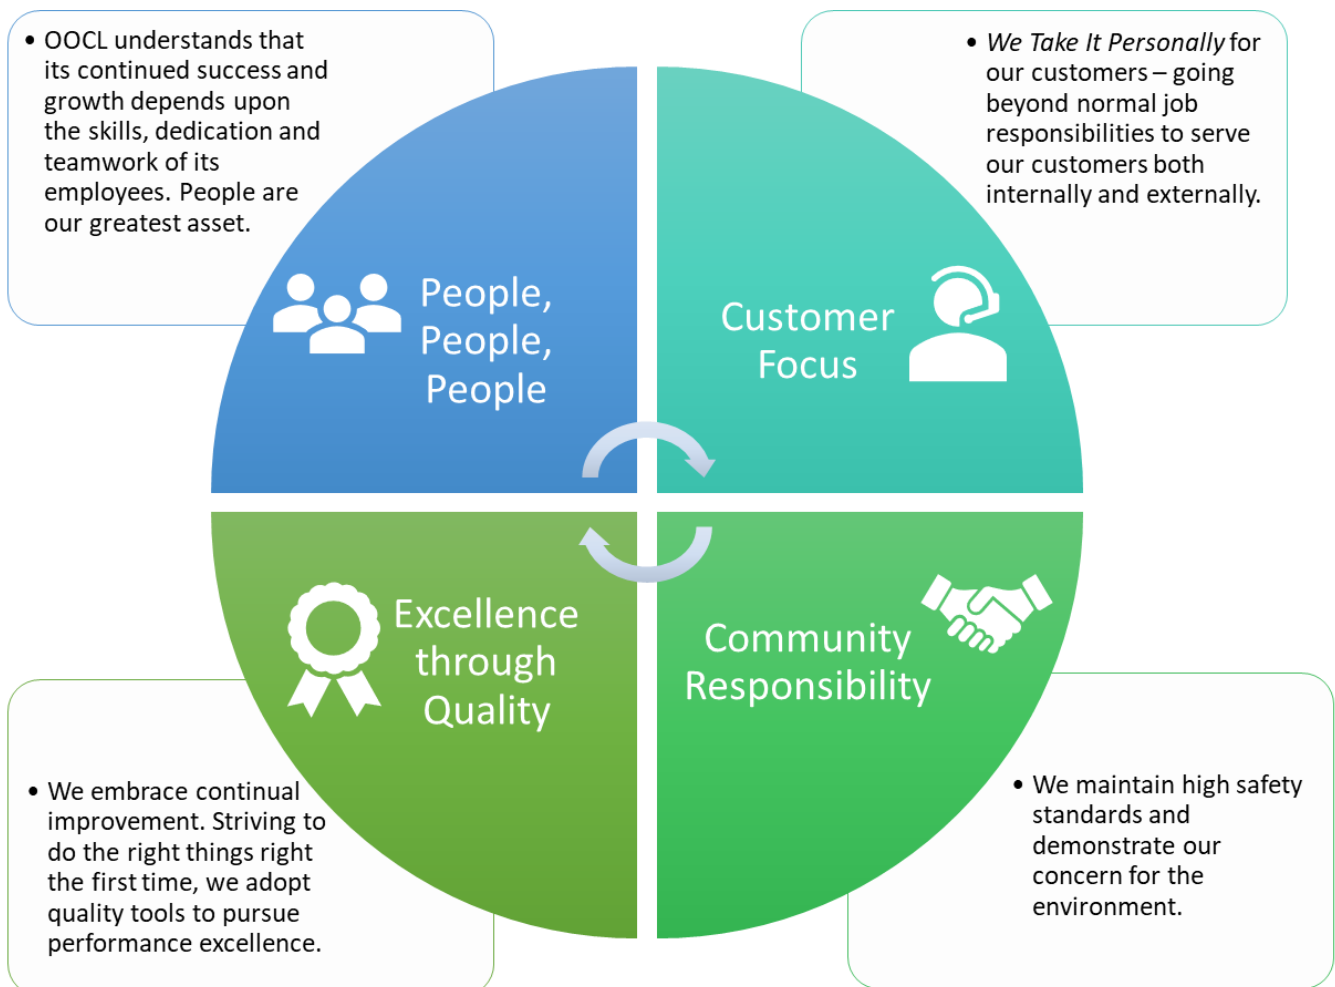 • OOCL understands that
its continued success and
growth depends upon
the skills, dedication and
teamwork of its
employees. People are
our greatest asset.
• We Take It Personally for
our customers – going
beyond normal job
responsibilities to serve
our customers both
internally and externally.
People,
People,
People
Customer
Focus
Excellence
through
Quality
Community
Responsibility
• We embrace continual
improvement. Striving to
do the right things right
the first time, we adopt
quality tools to pursue
performance excellence.
• We maintain high safety
standards and
demonstrate our
concern for the
environment.